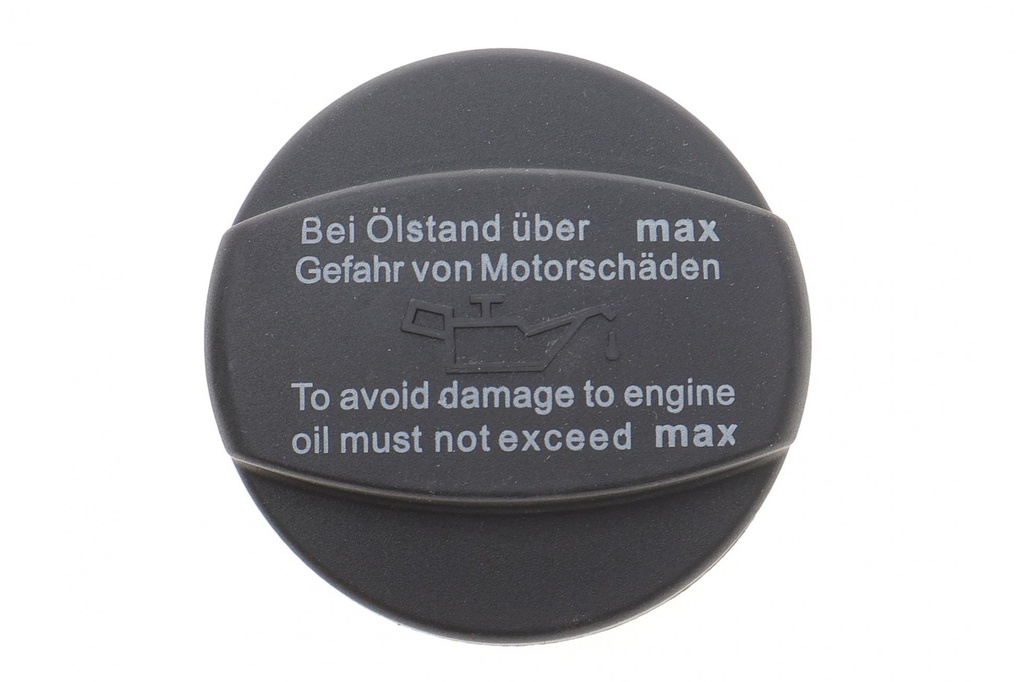 Bei Ölstand über max
Gefahr von Motorschäden
To avoid damage to engine
oil must not exceed max